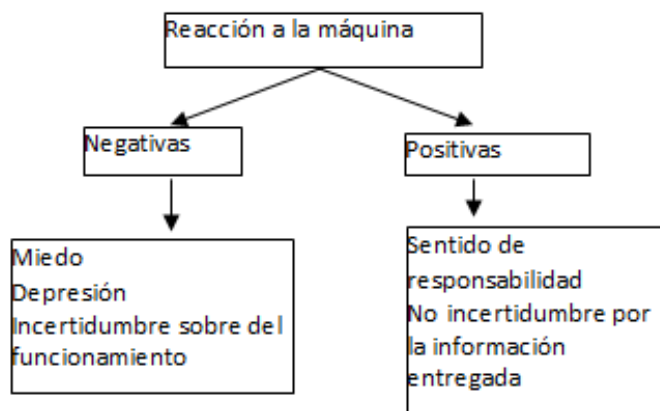 Reacción a la máquina
Negativas
Positivas
Miedo
Depresión
Incertidumbre sobre del
funcionamiento
Sentido de
responsabilidad
No incertidumbre por
la información
entregada